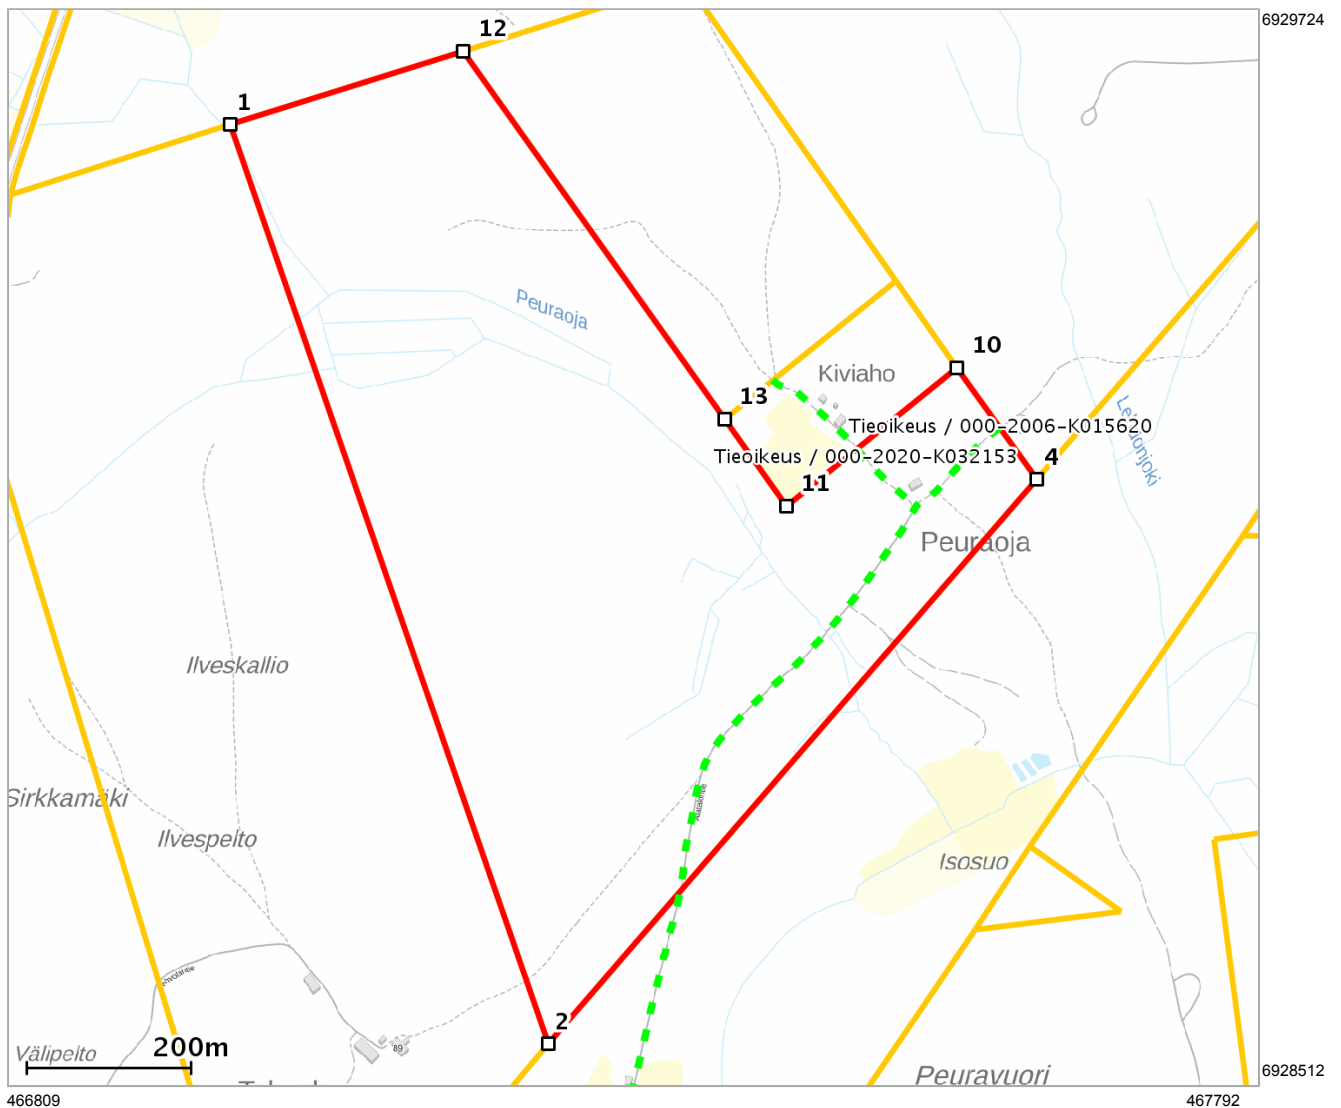 12
6929724
1
Peuraoja
10
Kiviaho
13
Tieoikeus / 000-2006-K015620
Tieoikeus / 000-2020-K032153
4
11
Peuraoja
Ilveskallio
Sirkkamäki
Ilvespelto
Isosuo
2
89
Välipelto
200m
Peuravuori
6928512
466809
467792